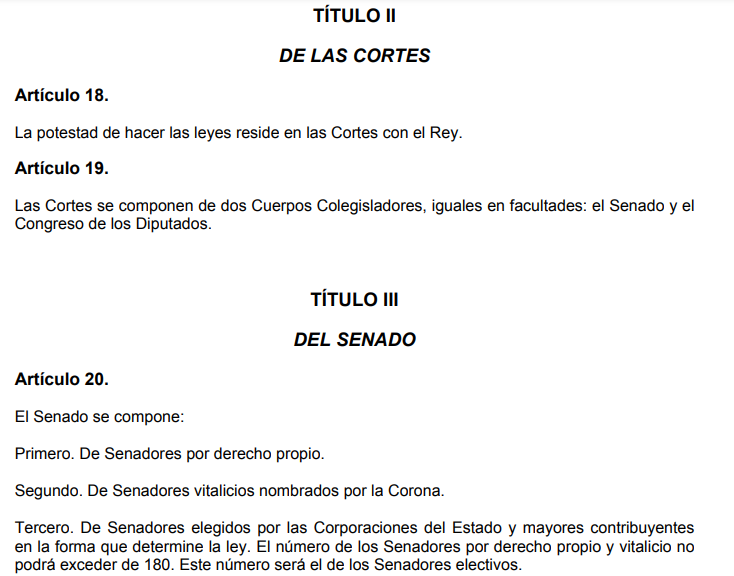 TÍTULO II
DE LAS CORTES
Artículo 18.
La potestad de hacer las leyes reside en las Cortes con el Rey.
Artículo 19.
Las Cortes se componen de dos Cuerpos Colegisladores, iguales en facultades: el Senado y el
Congreso de los Diputados.
TÍTULO III
DEL SENADO
Artículo 20.
El Senado se compone:
Primero. De Senadores por derecho propio.
Segundo. De Senadores vitalicios nombrados por la Corona.
Tercero. De Senadores elegidos por las Corporaciones del Estado y mayores contribuyentes
en la forma que determine la ley. El número de los Senadores por derecho propio y vitalicio no
podrá exceder de 180. Este número será el de los Senadores electivos.